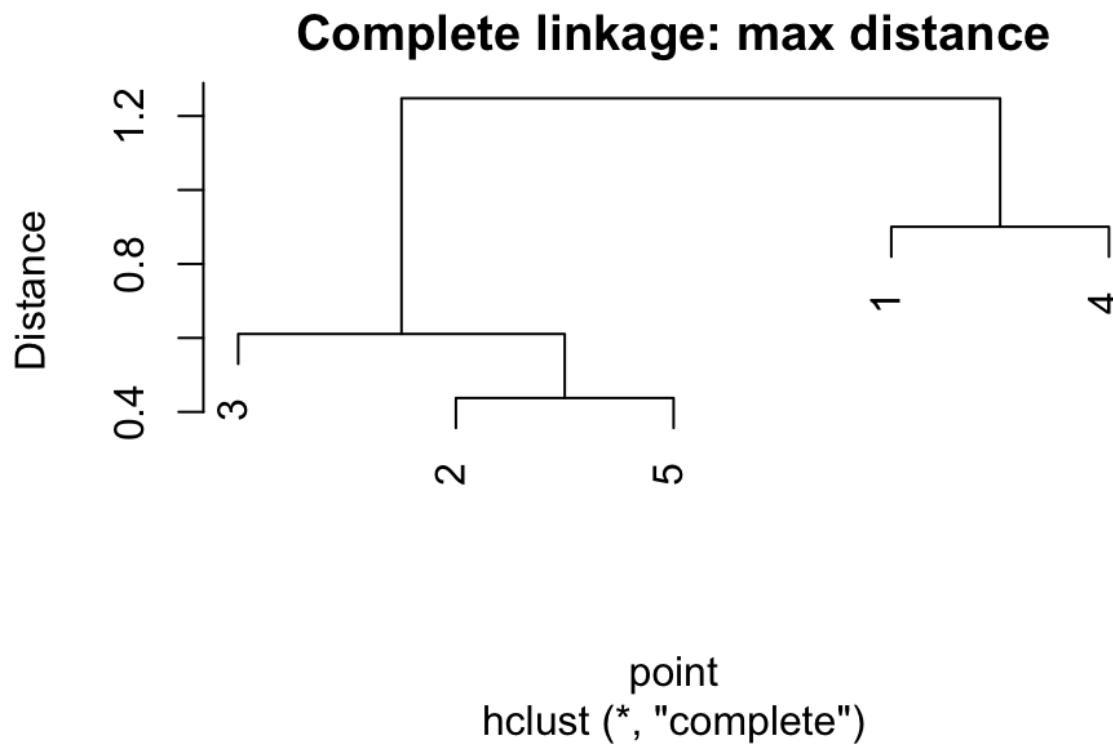 Complete linkage: max distance
Distance
1.2
0.8
0.4
3
2
5
1
4
point
hclust (*, "complete")